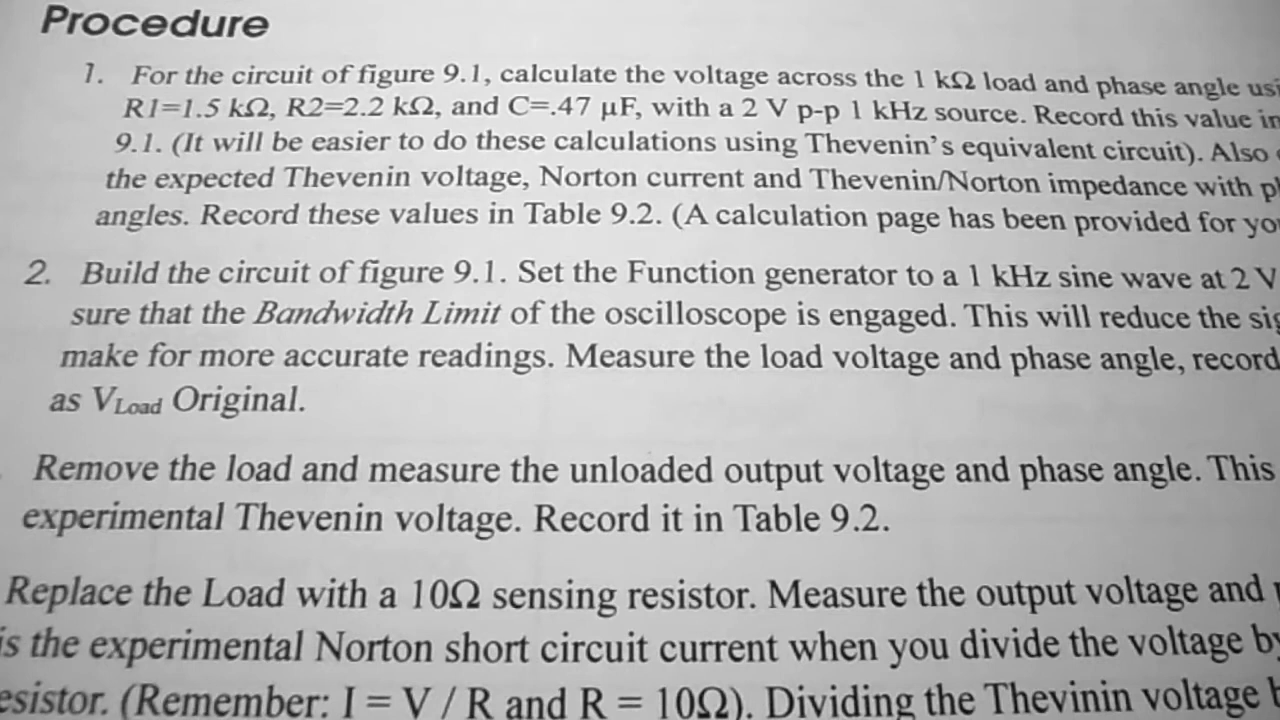 Procedure
1. For the circuit of figure 9.1, calculate the voltage across the 1 kΩ load and phase angle
R1=1.5 kΩ, R2=2.2 kΩ, and C=.47 µF, with a 2 V p-p 1 kHz source. Record this value in
9.1. (It will be easier to do these calculations using Thevenin's equivalent circuit). Also
the expected Thevenin voltage, Norton current and Thevenin/Norton impedance with
angles. Record these values in Table 9.2. (A calculation page has been provided for
2. Build the circuit of figure 9.1. Set the Function generator to a 1 kHz sine wave at 2 V
sure that the Bandwidth Limit of the oscilloscope is engaged. This will reduce the
make for more accurate readings. Measure the load voltage and phase angle, record
as VLoad Original.
Remove the load and measure the unloaded output voltage and phase angle. This
experimental Thevenin voltage. Record it in Table 9.2.
Replace the Load with a 10Ω sensing resistor. Measure the output voltage and
is the experimental Norton short circuit current when you divide the voltage by
esistor. (Remember: I = V / R and R = 10Ω). Dividing the Thevinin voltage